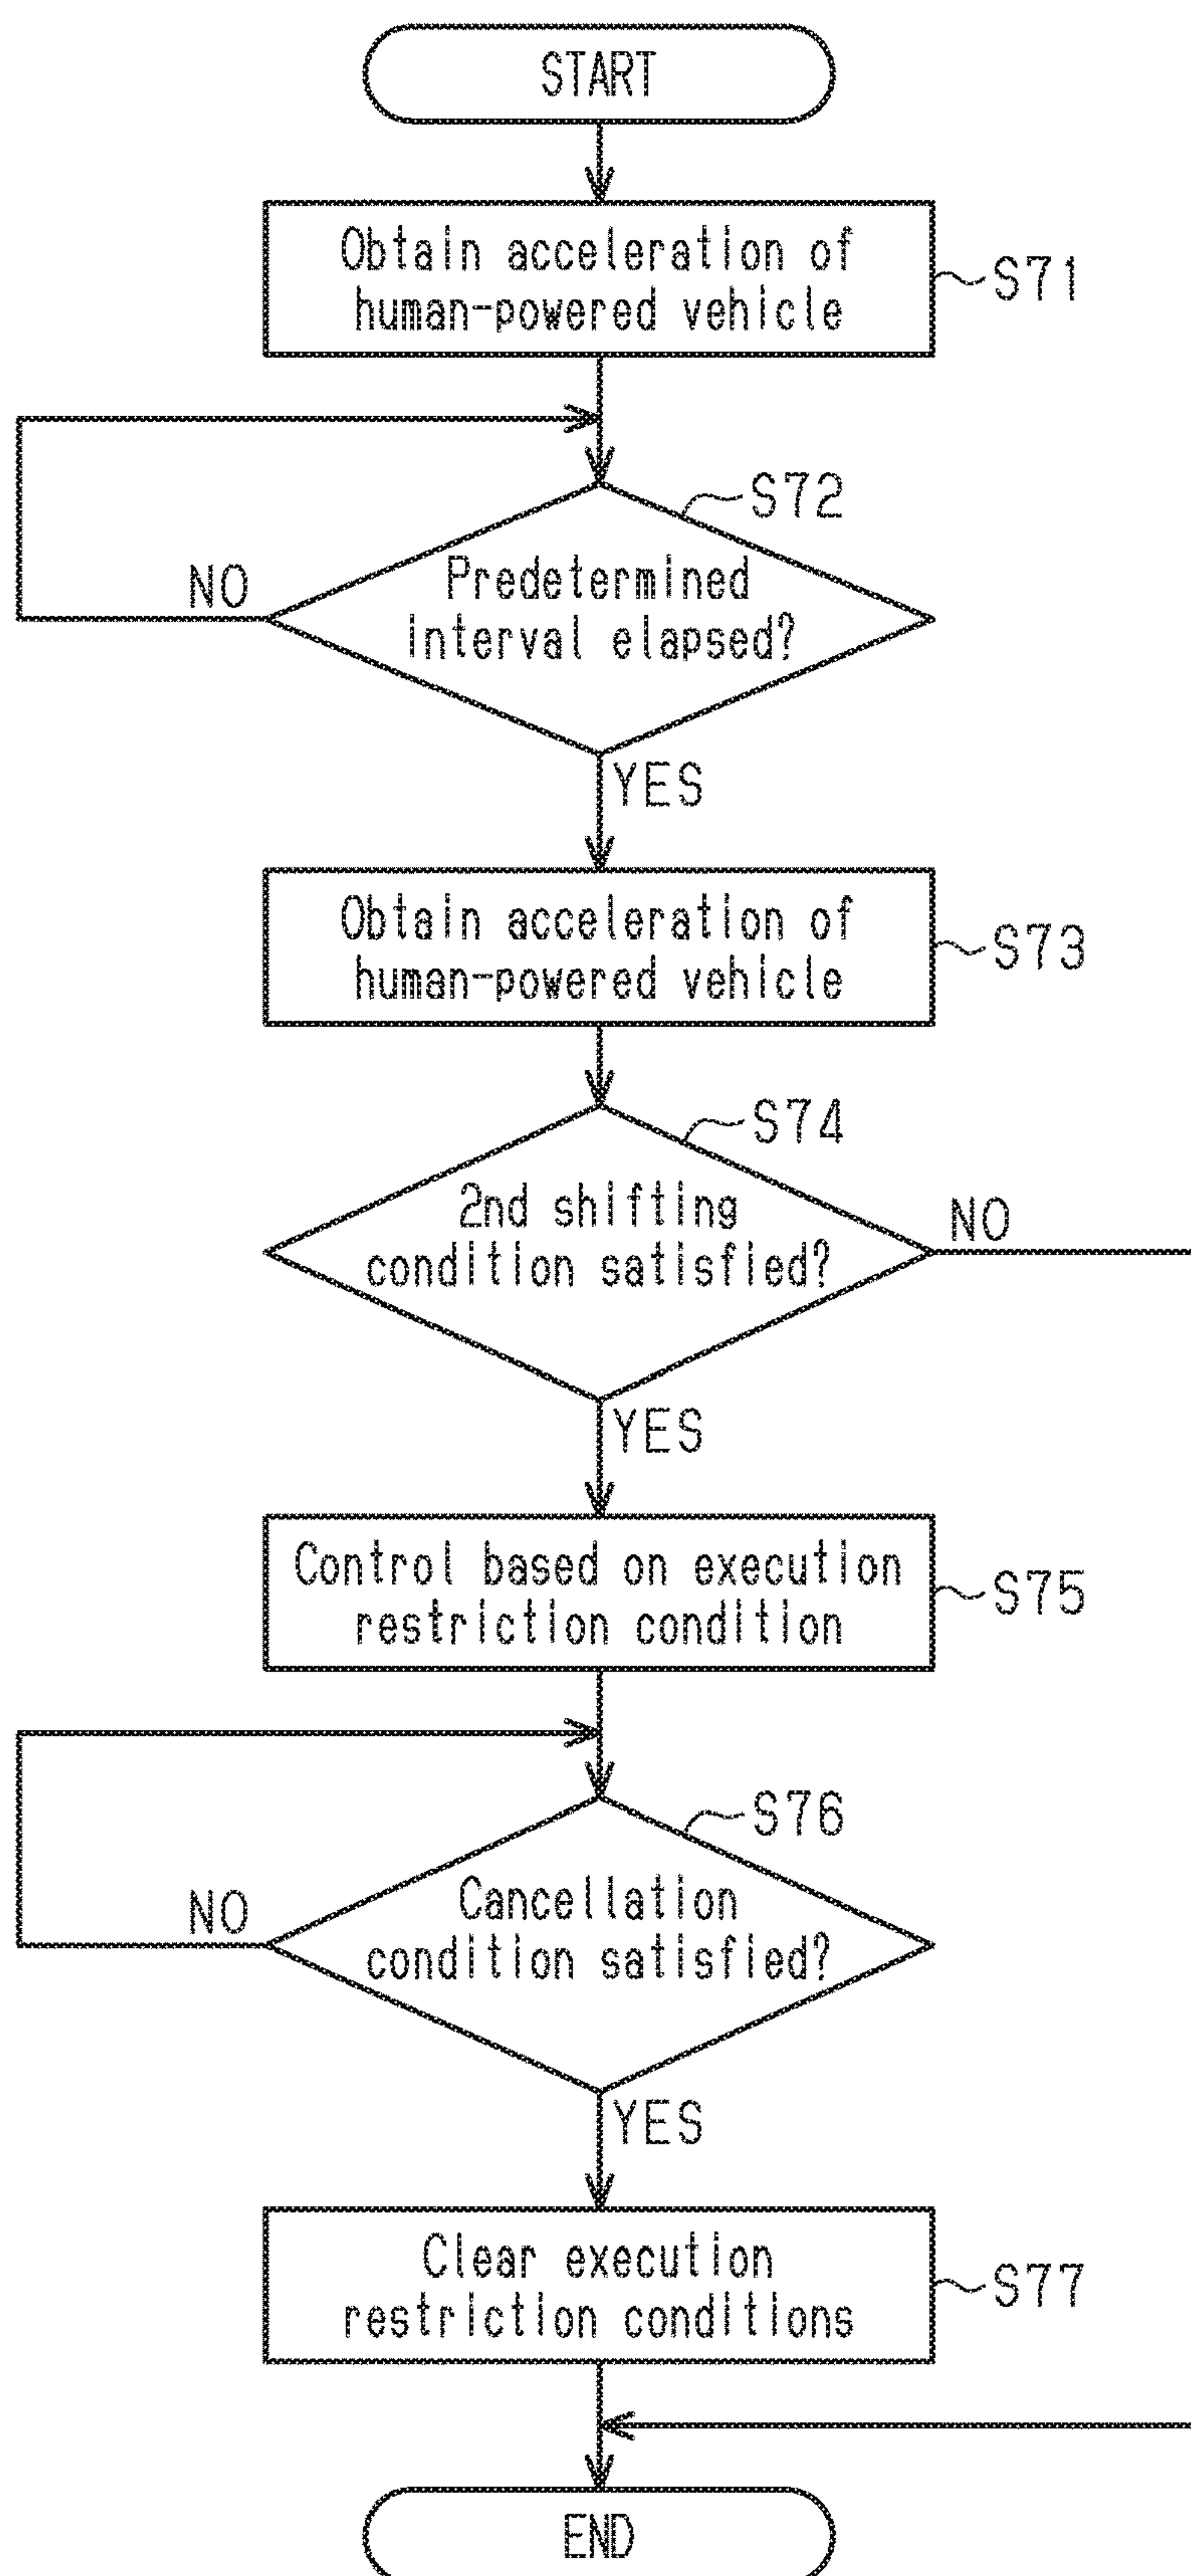 START
Obtain acceleration of
human-powered vehicle
S71
S72
Predetermined
interval elapsed?
NO
YES
Obtain acceleration of
human-powered vehicle
S73
S74
2nd shifting
condition satisfied?
NO
YES
Control based on execution
restriction condition
S75
S76
Cancellation
condition satisfied?
NO
YES
Clear execution
restriction conditions
S77
END